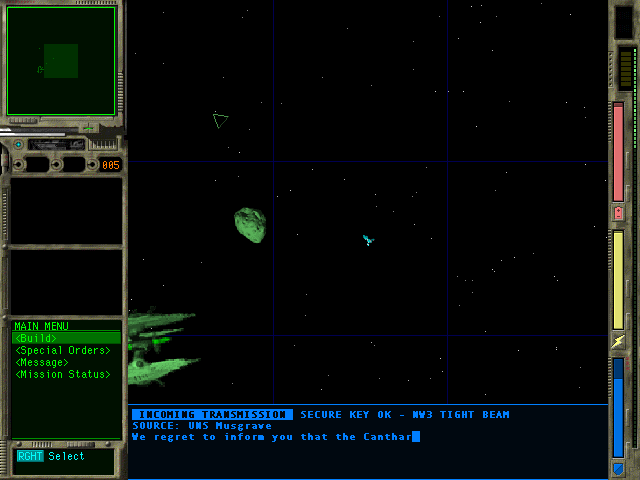 005
MAIN MENU
<Build>
<Special Orders>
<Message>
<Mission Status>
RGHT Select
INCOMING TRANSMISSION SECURE KEY OK - NW3 TIGHT BEAM
SOURCE: UNS Musgrave
We regret to inform you that the Canthar